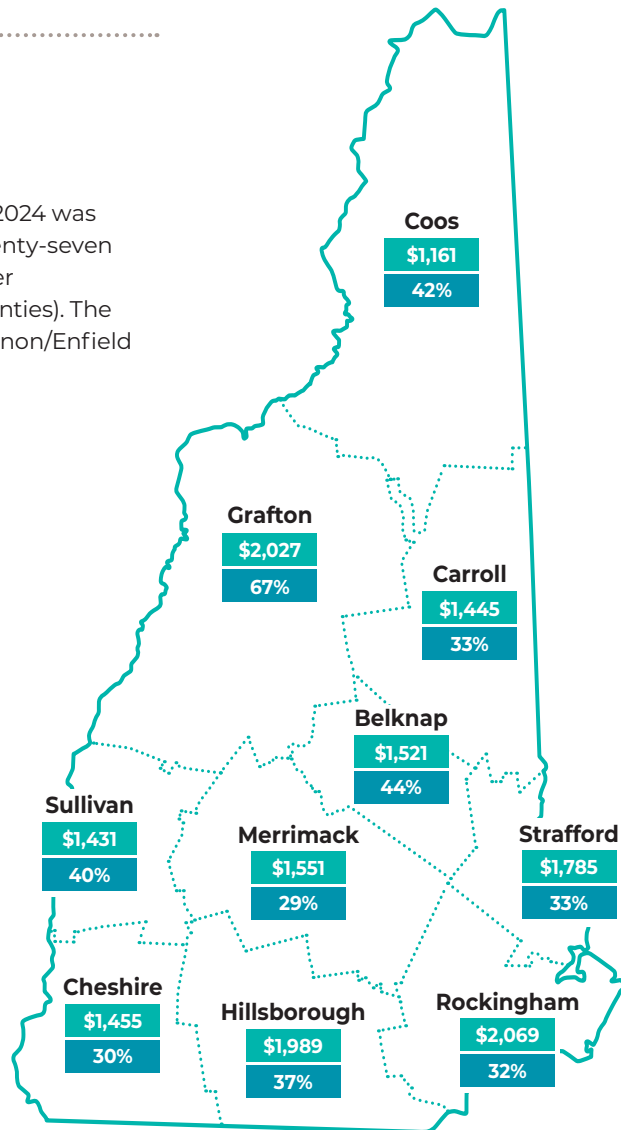 2024 was
enty-seven
er
nties). The
non/Enfield
Coos
$1,161
42%
Grafton
$2,027
67%
Carroll
$1,445
33%
Belknap
$1,521
44%
Sullivan
$1,431
40%
Merrimack
$1,551
29%
Strafford
$1,785
33%
Cheshire
$1,455
30%
Hillsborough
$1,989
37%
Rockingham
$2,069
32%